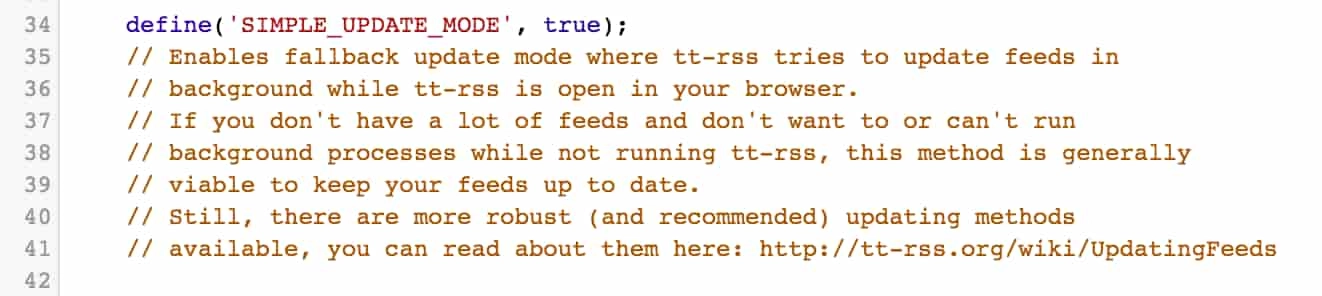 34 define('SIMPLE_UPDATE_MODE', true);
35 // Enables fallback update mode where tt-rss tries to update feeds in
36 // background while tt-rss is open in your browser.
37 // If you don't have a lot of feeds and don't want to or can't run
38 // background processes while not running tt-rss, this method is generally
39 // viable to keep your feeds up to date.
40 // Still, there are more robust (and recommended) updating methods
41 // available, you can read about them here: http://tt-rss.org/wiki/UpdatingFeeds
42